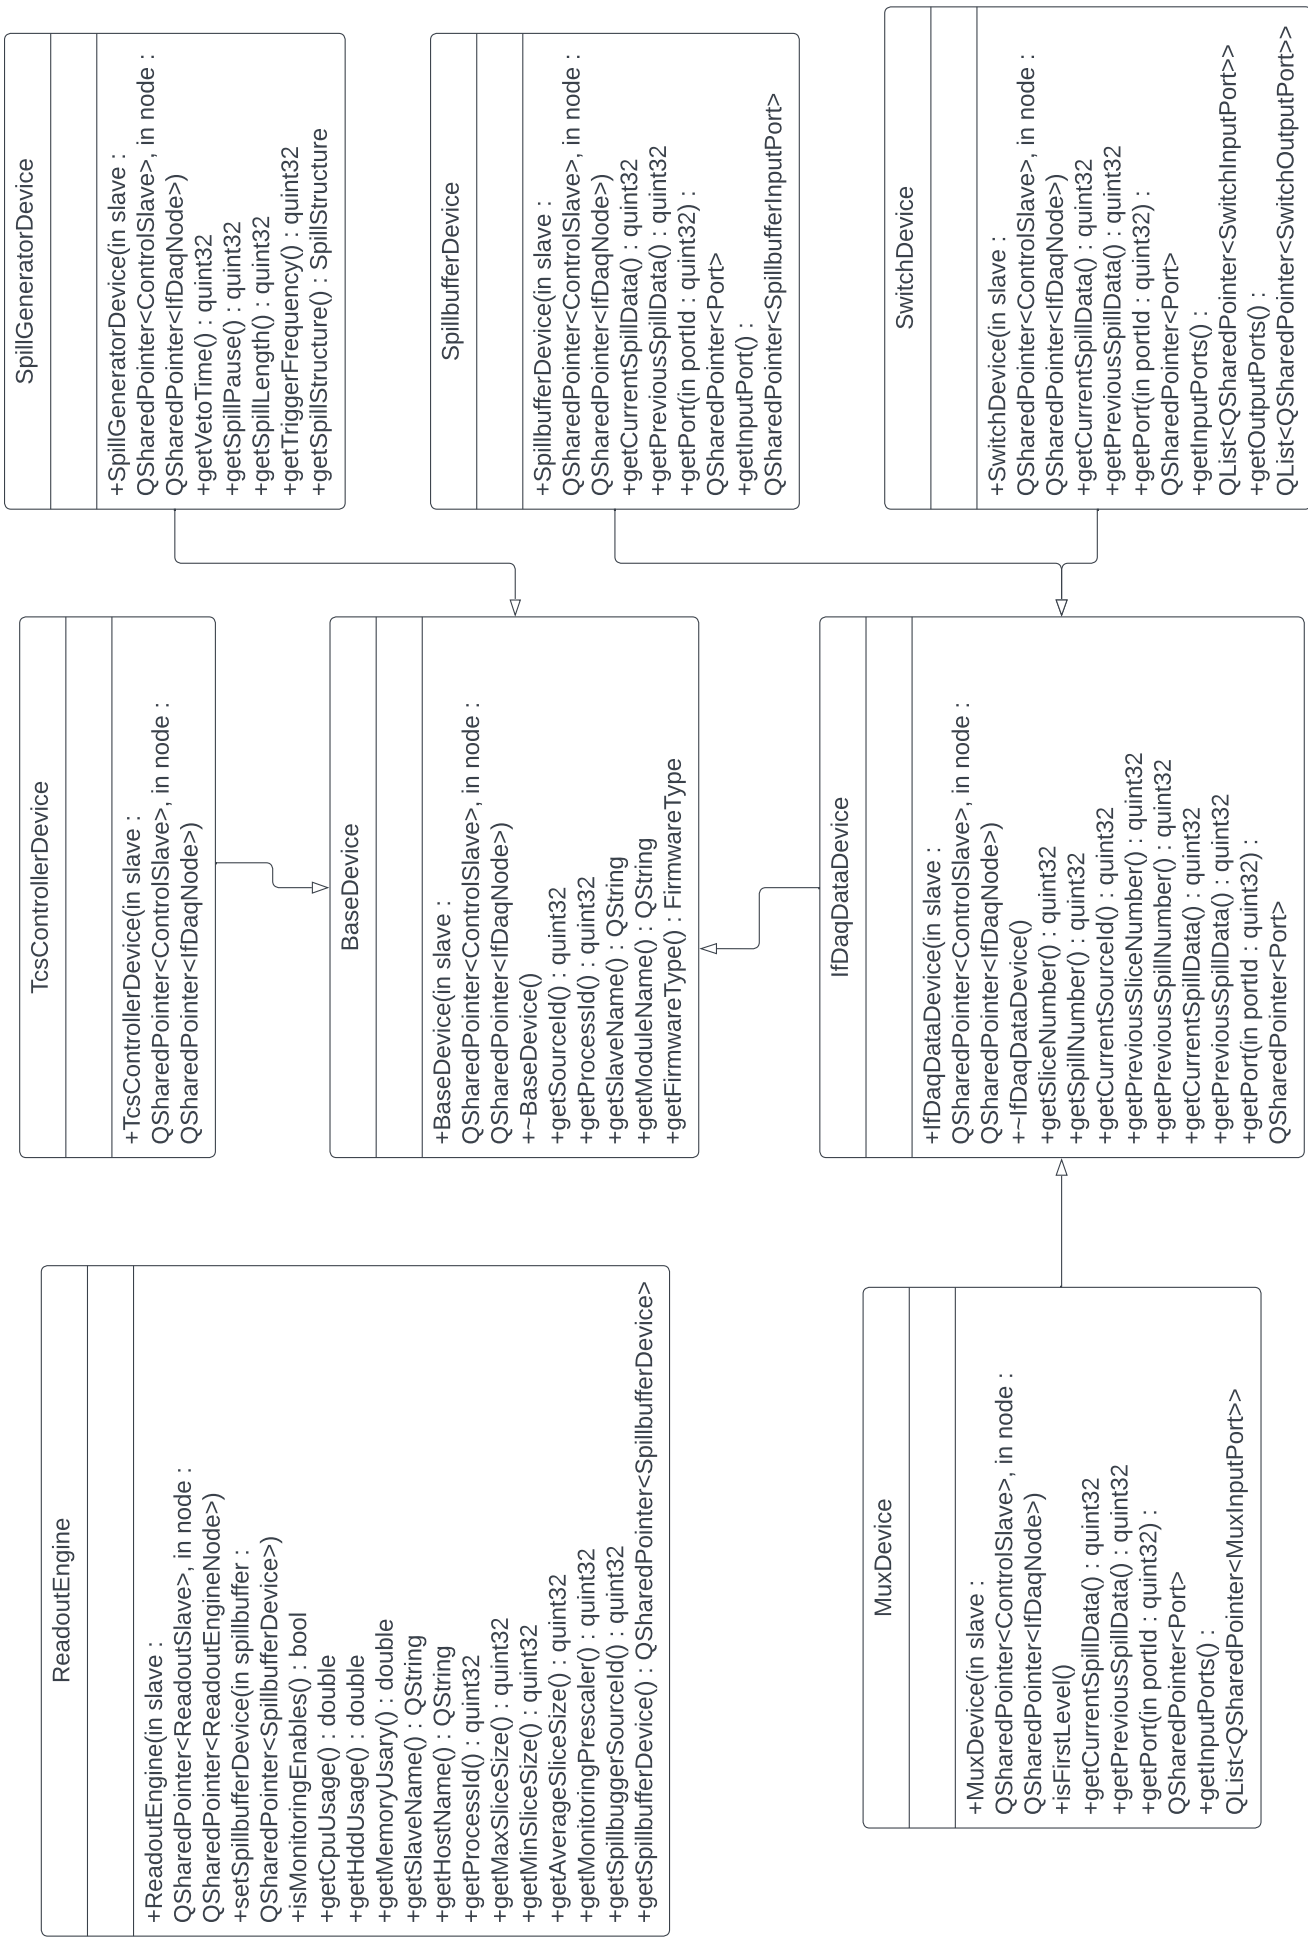 ReadoutEngine
+ReadoutEngine(in slave :
QSharedPointer<ReadoutSlave>, in node :
QSharedPointer<ReadoutEngineNode>)
+setSpillbufferDevice(in spillbuffer :
QSharedPointer<SpillbufferDevice>)
+isMonitoringEnables() : bool
+getCpuUsage() : double
+getHddUsage() : double
+getMemoryUsary() : double
+getSlaveName() : QString
+getHostName() : QString
+getProcessId() : quint32
+getMaxSliceSize() : quint32
+getMinSliceSize() : quint32
+getAverageSliceSize() : quint32
+getMonitoringPrescaler() : quint32
+getSpillbuggerSourceId() : quint32
+getSpillbufferDevice() : QSharedPointer<SpillbufferDevice>
TcsControllerDevice
+TcsControllerDevice(in slave :
QSharedPointer<ControlSlave>, in node :
QSharedPointer<IfDaqNode>)
SpillGeneratorDevice
+SpillGeneratorDevice(in slave :
QSharedPointer<ControlSlave>, in node :
QSharedPointer<IfDaqNode>)
+getVetoTime() : quint32
+getSpillPause() : quint32
+getSpillLength() : quint32
+getTriggerFrequency() : quint32
+getSpillStructure() : SpillStructure
BaseDevice
+BaseDevice(in slave :
QSharedPointer<ControlSlave>, in node :
QSharedPointer<IfDaqNode>)
+~BaseDevice()
+getSourceId() : quint32
+getProcessId() : quint32
+getSlaveName() : QString
+getModuleName() : QString
+getFirmwareType() : FirmwareType
SpillbufferDevice
+SpillbufferDevice(in slave :
QSharedPointer<ControlSlave>, in node :
QSharedPointer<IfDaqNode>)
+getCurrentSpillData() : quint32
+getPreviousSpillData() : quint32
+getPort(in portId : quint32) :
QSharedPointer<Port>
+getInputPort() :
QSharedPointer<SpillbufferInputPort>
MuxDevice
+MuxDevice(in slave :
QSharedPointer<ControlSlave>, in node :
QSharedPointer<IfDaqNode>)
+isFirstLevel()
+getCurrentSpillData() : quint32
+getPreviousSpillData() : quint32
+getPort(in portId : quint32) :
QSharedPointer<Port>
+getInputPorts() :
QList<QSharedPointer<MuxInputPort>>
IfDaqDataDevice
+IfDaqDataDevice(in slave :
QSharedPointer<ControlSlave>, in node :
QSharedPointer<IfDaqNode>)
+~IfDaqDataDevice()
+getSliceNumber() : quint32
+getSpillNumber() : quint32
+getCurrentSourceId() : quint32
+getPreviousSliceNumber() : quint32
+getPreviousSpillNumber() : quint32
+getCurrentSpillData() : quint32
+getPreviousSpillData() : quint32
+getPort(in portId : quint32) :
QSharedPointer<Port>
SwitchDevice
+SwitchDevice(in slave :
QSharedPointer<ControlSlave>, in node :
QSharedPointer<IfDaqNode>)
+getCurrentSpillData() : quint32
+getPreviousSpillData() : quint32
+getPort(in portId : quint32) :
QSharedPointer<Port>
+getInputPorts() :
QList<QSharedPointer<SwitchInputPort>>
+getOutputPorts() :
QList<QSharedPointer<SwitchOutputPort>>